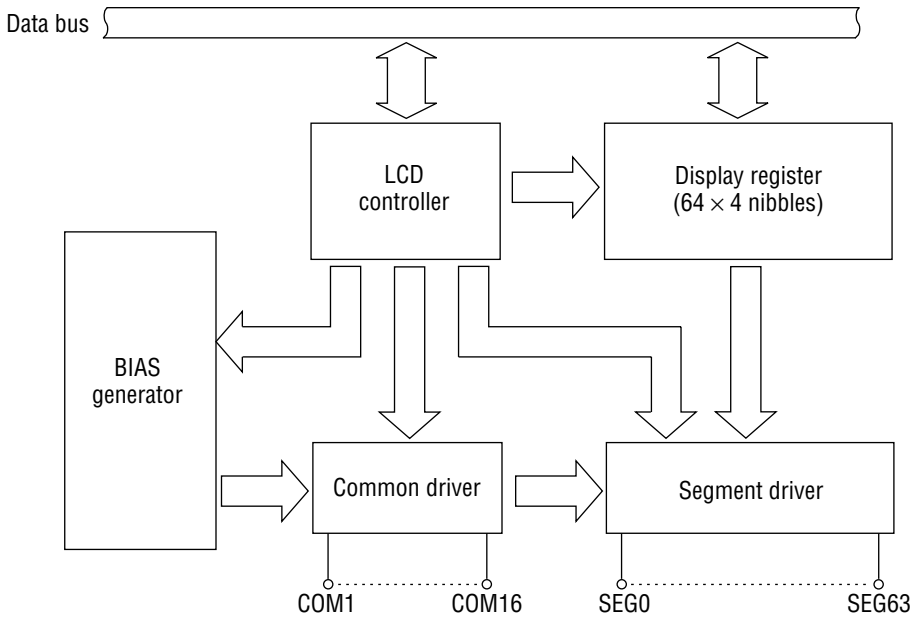 Data bus
LCD
controller
Display register
(64 × 4 nibbles)
BIAS
generator
Common driver
Segment driver
COM1
COM16
SEG0
SEG63